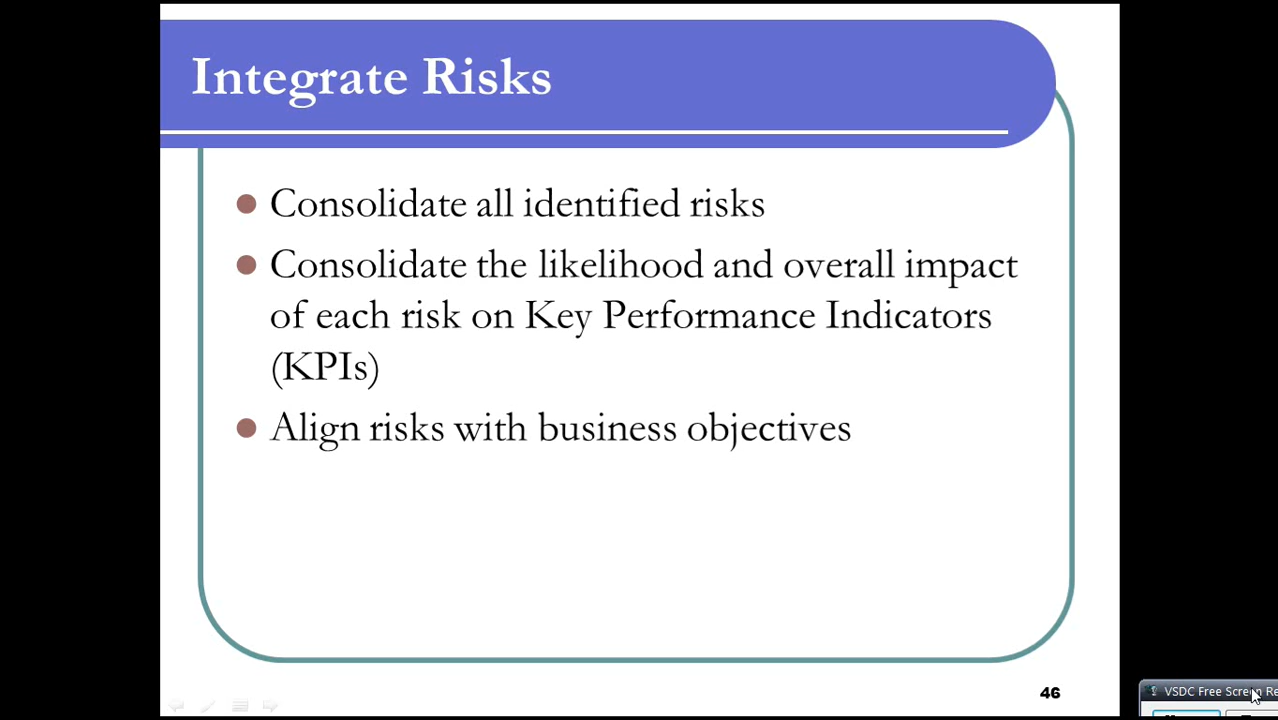 Integrate Risks
Consolidate all identified risks
Consolidate the likelihood and overall impact
of each risk on Key Performance Indicators
(KPIs)
Align risks with business objectives
46
VSDC Free Screen Re